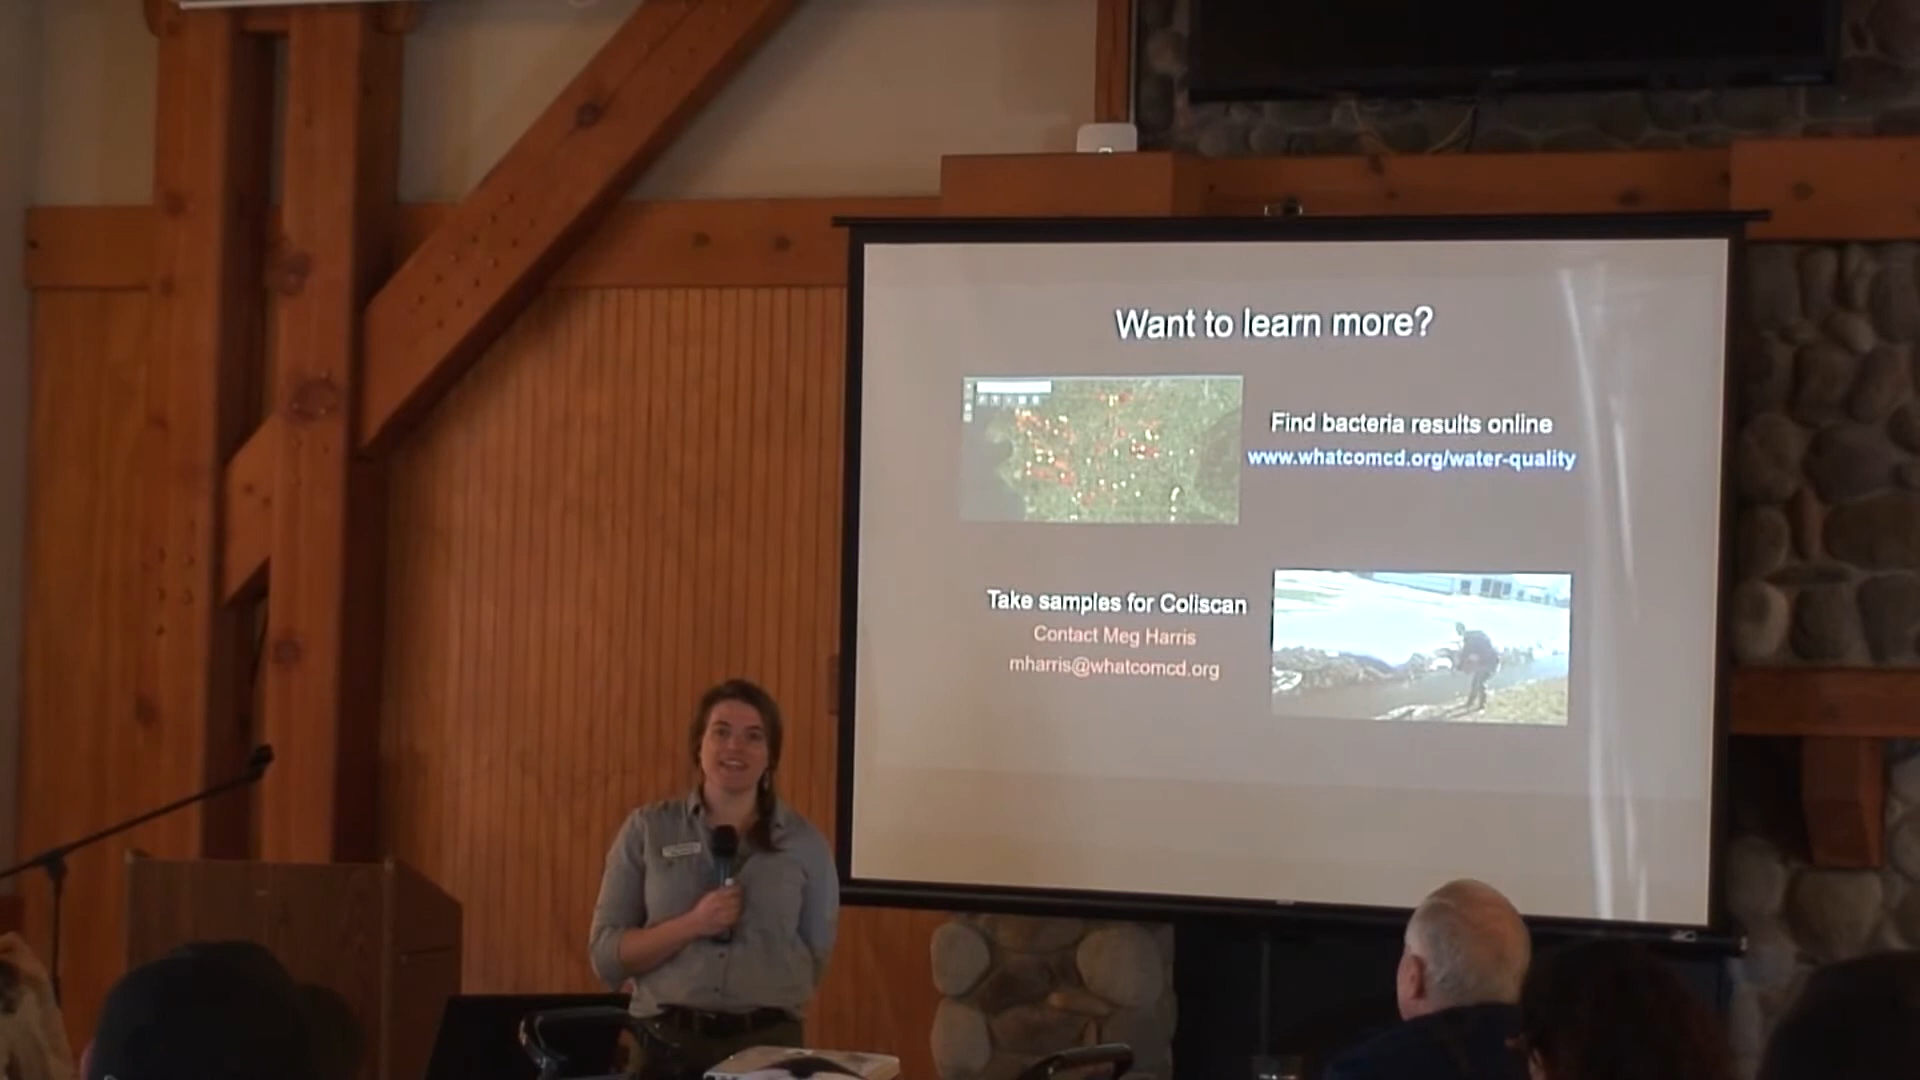 Want to learn more?
Find bacteria results online
www.whatcomcd.org/water-quality
Take samples for Coliscan
Contact Meg Harris
mharris@whatcomcd.org